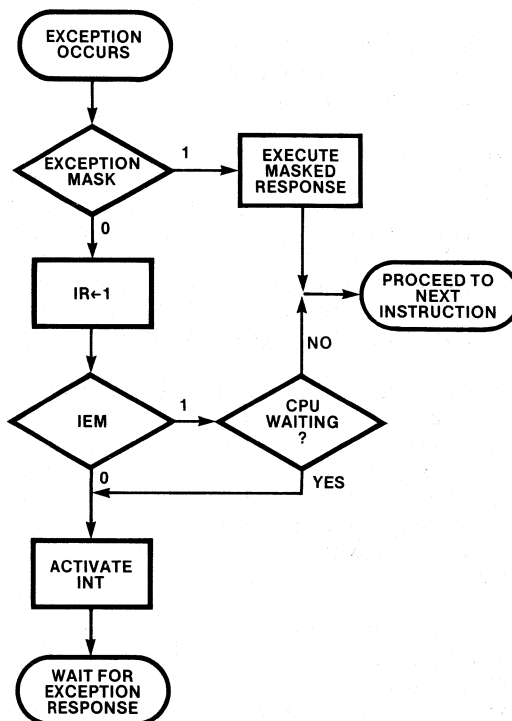 EXCEPTION
OCCURS
EXCEPTION
MASK
1
EXECUTE
MASKED
RESPONSE
0
IR←1
PROCEED TO
NEXT
INSTRUCTION
NO
IEM
1
CPU
WAITING
?
0
YES
ACTIVATE
INT
WAIT FOR
EXCEPTION
RESPONSE